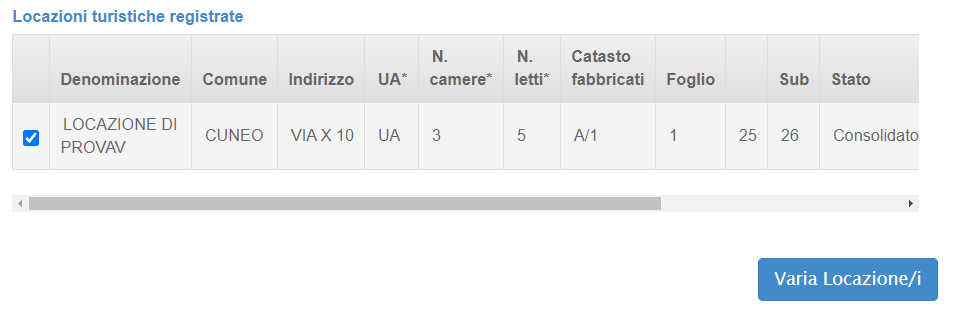 Locazioni turistiche registrate
Denominazione Comune Indirizzo UA* N. camere* N. letti* Catasto fabbricati Foglio Sub Stato
LOCAZIONE DI PROVAV CUNEO VIA X 10 UA 3 5 A/1 1 25 26 Consolidato
Varia Locazione/i